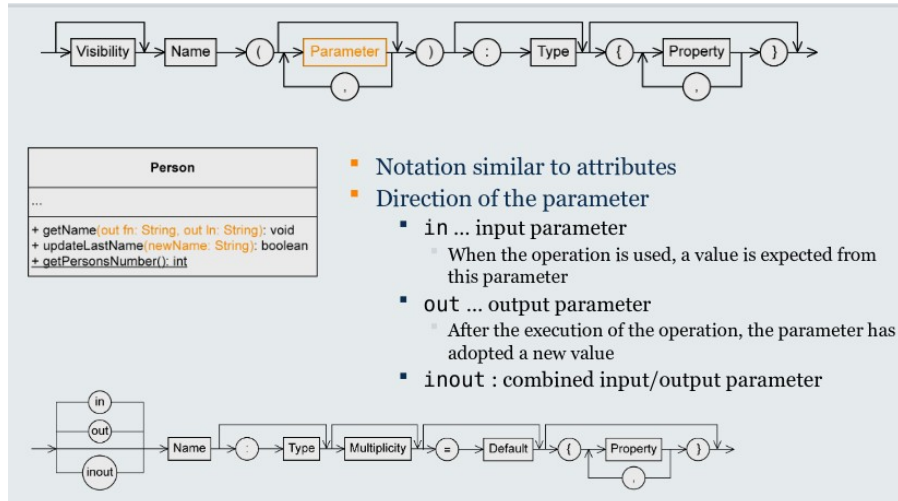 Visibility Name ( Parameter ) : Type { Property }
, ,
Person
...
+ getName(out fn: String, out ln: String): void
+ updateLastName(newName: String): boolean
+ getPersonsNumber(): int
Notation similar to attributes
Direction of the parameter
in ... input parameter
When the operation is used, a value is expected from
this parameter
out ... output parameter
After the execution of the operation, the parameter has
adopted a new value
inout : combined input/output parameter
in
out
inout
Name : Type Multiplicity = Default { Property }
,